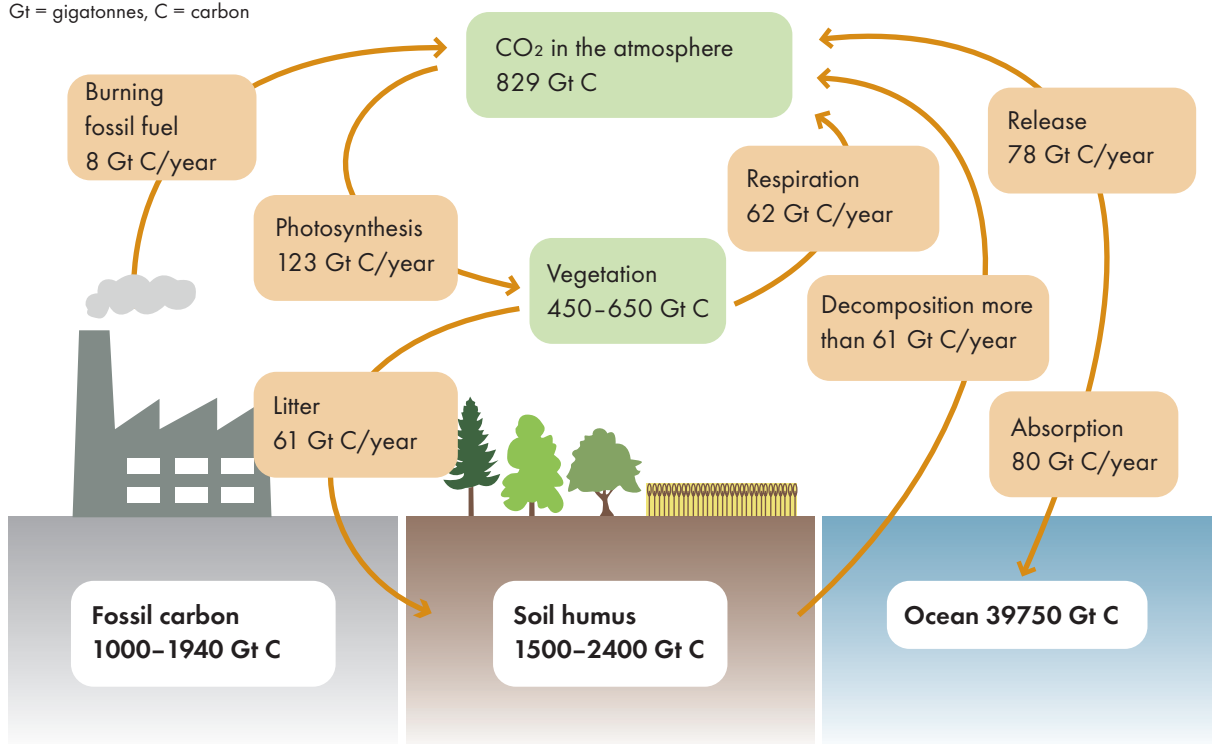 Gt = gigatonnes, C = carbon
CO₂ in the atmosphere
829 Gt C
Burning
fossil fuel
8 Gt C/year
Release
78 Gt C/year
Respiration
62 Gt C/year
Photosynthesis
123 Gt C/year
Vegetation
450–650 Gt C
Decomposition more
than 61 Gt C/year
Litter
61 Gt C/year
Absorption
80 Gt C/year
Fossil carbon
1000–1940 Gt C
Soil humus
1500–2400 Gt C
Ocean 39750 Gt C